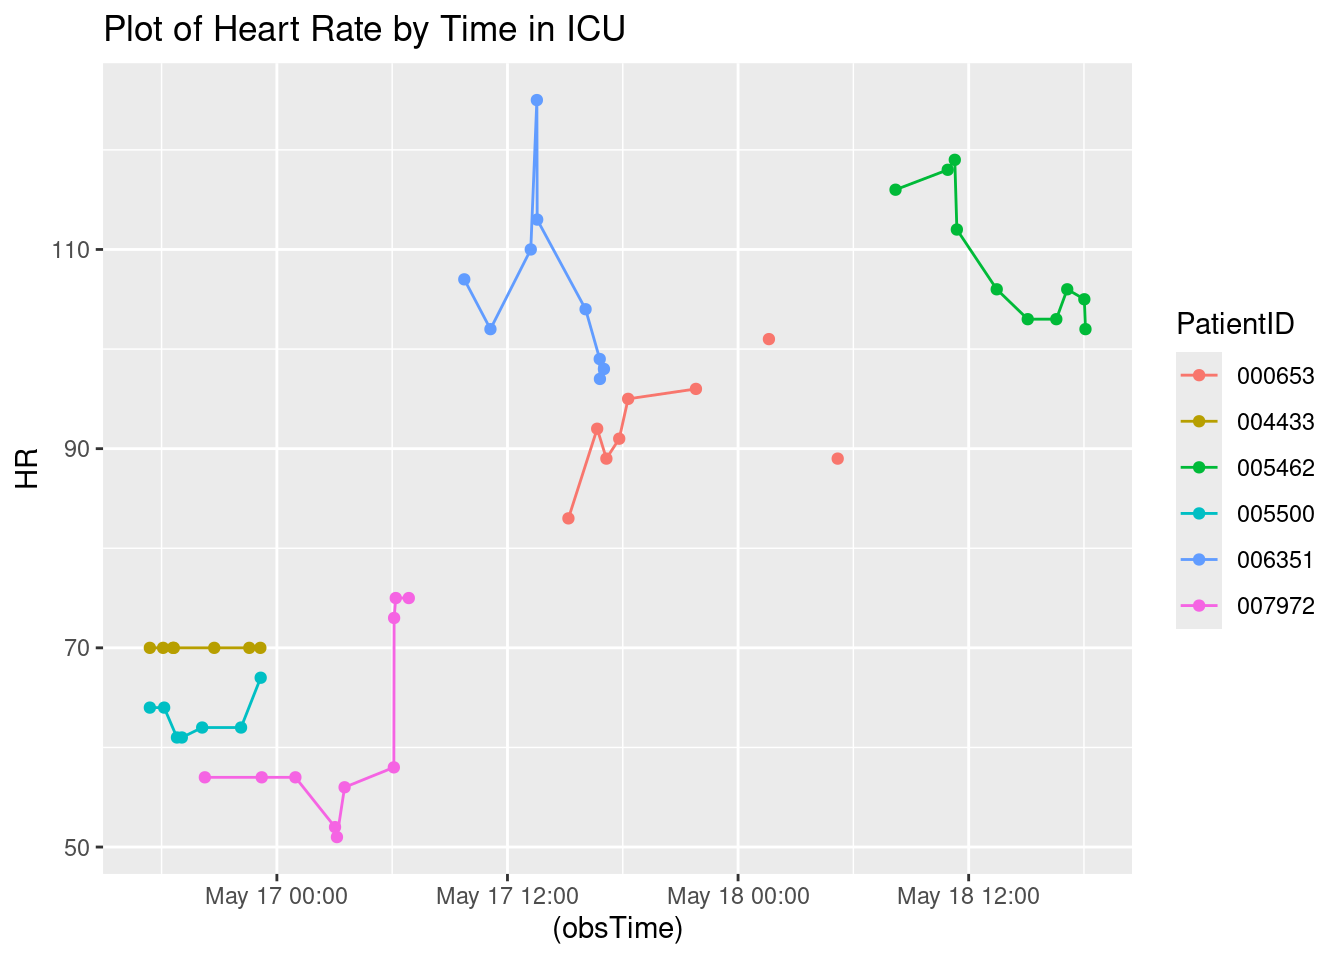 Plot of Heart Rate by Time in ICU
HR
110
90
70
50
May 17 00:00
May 17 12:00
May 18 00:00
May 18 12:00
(obsTime)
PatientID
000653
004433
005462
005500
006351
007972